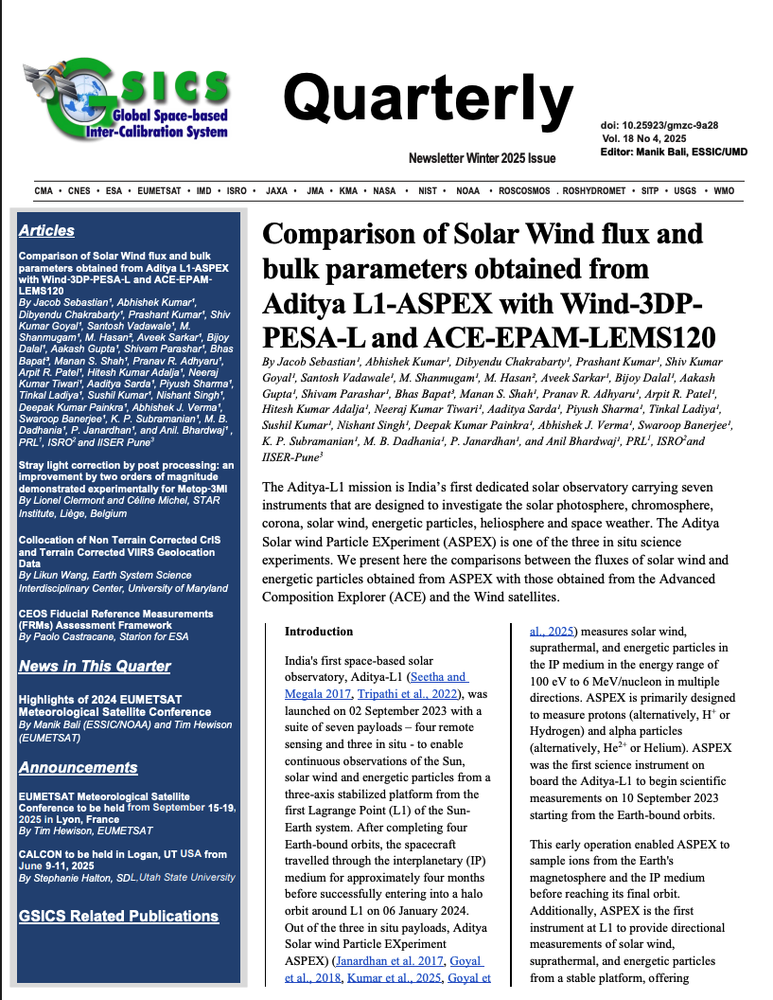 GSICS
Global Space-based
Inter-Calibration System
Quarterly
Newsletter Winter 2025 Issue
doi: 10.25923/gmzc-9a28
Vol. 18 No 4, 2025
Editor: Manik Bali, ESSIC/UMD
CMA • CNES • ESA • EUMETSAT • IMD • ISRO • JAXA • JMA • KMA • NASA • NIST • NOAA • ROSCOSMOS . ROSHYDROMET • SITP • USGS • WMO
Articles
Comparison of Solar Wind flux and bulk
parameters obtained from Aditya L1-ASPEX
with Wind-3DP-PESA-L and ACE-EPAM-
LEMS120
By Jacob Sebastian¹, Abhishek Kumar¹,
Dibyendu Chakrabarty¹, Prashant Kumar¹, Shiv
Kumar Goyal¹, Santosh Vadawale¹, M.
Shanmugam¹, M. Hasan², Aveek Sarkar¹, Bijoy
Dalal¹, Aakash Gupta¹, Shivam Parashar¹, Bhas
Bapat³, Manan S. Shah¹, Pranav R. Adhyaru¹,
Arpit R. Patel¹, Hitesh Kumar Adalja¹, Neeraj
Kumar Tiwari¹, Aaditya Sarda¹, Piyush Sharma¹,
Tinkal Ladiya¹, Sushil Kumar¹, Nishant Singh¹,
Deepak Kumar Painkra¹, Abhishek J. Verma¹,
Swaroop Banerjee¹, K. P. Subramanian¹, M. B.
Dadhania¹, P. Janardhan¹, and Anil. Bhardwaj¹ ,
PRL¹, ISRO² and IISER Pune³
Stray light correction by post processing: an
improvement by two orders of magnitude
demonstrated experimentally for Metop-3MI
By Lionel Clermont and Céline Michel, STAR
Institute, Liège, Belgium
Collocation of Non Terrain Corrected CrIS
and Terrain Corrected VIIRS Geolocation
Data
By Likun Wang, Earth System Science
Interdisciplinary Center, University of Maryland
CEOS Fiducial Reference Measurements
(FRMs) Assessment Framework
By Paolo Castracane, Starion for ESA
News in This Quarter
Highlights of 2024 EUMETSAT
Meteorological Satellite Conference
By Manik Bali (ESSIC/NOAA) and Tim Hewison
(EUMETSAT)
Announcements
EUMETSAT Meteorological Satellite
Conference to be held from September 15-19,
2025 in Lyon, France
By Tim Hewison, EUMETSAT
CALCON to be held in Logan, UT USA from
June 9-11, 2025
By Stephanie Halton, SDL,Utah State University
GSICS Related Publications
Comparison of Solar Wind flux and
bulk parameters obtained from
Aditya L1-ASPEX with Wind-3DP-
PESA-L and ACE-EPAM-LEMS120
By Jacob Sebastian¹, Abhishek Kumar¹, Dibyendu Chakrabarty¹, Prashant Kumar¹, Shiv Kumar
Goyal¹, Santosh Vadawale¹, M. Shanmugam¹, M. Hasan², Aveek Sarkar¹, Bijoy Dalal¹, Aakash
Gupta¹, Shivam Parashar¹, Bhas Bapat³, Manan S. Shah¹, Pranav R. Adhyaru¹, Arpit R. Patel¹,
Hitesh Kumar Adalja¹, Neeraj Kumar Tiwari¹, Aaditya Sarda¹, Piyush Sharma¹, Tinkal Ladiya¹,
Sushil Kumar¹, Nishant Singh¹, Deepak Kumar Painkra¹, Abhishek J. Verma¹, Swaroop Banerjee¹,
K. P. Subramanian¹, M. B. Dadhania¹, P. Janardhan¹, and Anil Bhardwaj¹, PRL¹, ISRO²and
IISER-Pune³
The Aditya-L1 mission is India’s first dedicated solar observatory carrying seven
instruments that are designed to investigate the solar photosphere, chromosphere,
corona, solar wind, energetic particles, heliosphere and space weather. The Aditya
Solar wind Particle EXperiment (ASPEX) is one of the three in situ science
experiments. We present here the comparisons between the fluxes of solar wind and
energetic particles obtained from ASPEX with those obtained from the Advanced
Composition Explorer (ACE) and the Wind satellites.
Introduction
India's first space-based solar
observatory, Aditya-L1 (Seetha and
Megala 2017, Tripathi et al., 2022), was
launched on 02 September 2023 with a
suite of seven payloads – four remote
sensing and three in situ - to enable
continuous observations of the Sun,
solar wind and energetic particles from a
three-axis stabilized platform from the
first Lagrange Point (L1) of the Sun-
Earth system. After completing four
Earth-bound orbits, the spacecraft
travelled through the interplanetary (IP)
medium for approximately four months
before successfully entering into a halo
orbit around L1 on 06 January 2024.
Out of the three in situ payloads, Aditya
Solar wind Particle EXperiment
ASPEX) (Janardhan et al. 2017, Goyal
et al., 2018, Kumar et al., 2025, Goyal et
al., 2025) measures solar wind,
suprathermal, and energetic particles in
the IP medium in the energy range of
100 eV to 6 MeV/nucleon in multiple
directions. ASPEX is primarily designed
to measure protons (alternatively, H⁺ or
Hydrogen) and alpha particles
(alternatively, He²⁺ or Helium). ASPEX
was the first science instrument on
board the Aditya-L1 to begin scientific
measurements on 10 September 2023
starting from the Earth-bound orbits.
This early operation enabled ASPEX to
sample ions from the Earth's
magnetosphere and the IP medium
before reaching its final orbit.
Additionally, ASPEX is the first
instrument at L1 to provide directional
measurements of solar wind,
suprathermal, and energetic particles
from a stable platform, offering